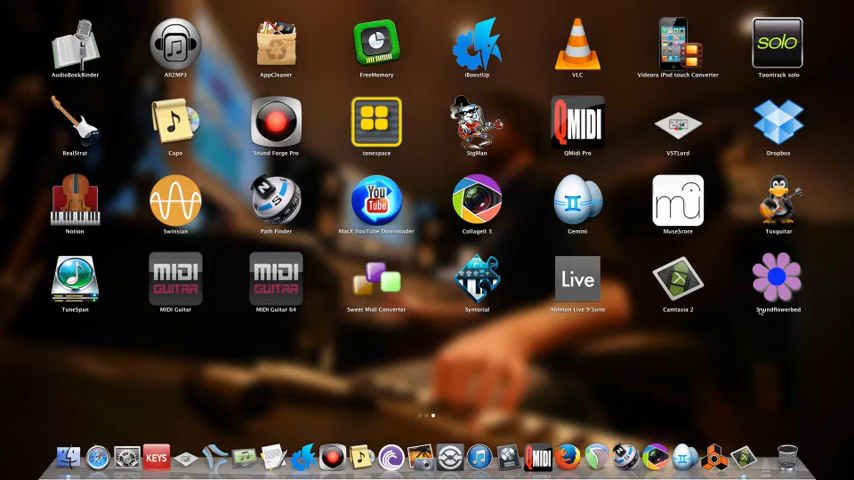 solo
AudioBookBinder
All2MP3
AppCleaner
FreeMemory
iBoostUp
VLC
Videora iPod touch Converter
Toontrack solo
QMIDI
RealStrat
Capo
Sound Forge Pro
tonespace
StgMan
QMidi Pro
VSTLord
Dropbox
You
Tube
mu
Notion
Swinsian
Path Finder
MacX YouTube Downloader
CollageIt 3
Gemini
MuseScore
Tuxguitar
MIDI
GUITAR
MIDI
GUITAR
Live
TuneSpan
MIDI Guitar
MIDI Guitar 64
Sweet Midi Converter
Syntorial
Ableton Live 9 Suite
Camtasia 2
Soundflowerbed
KEYS
QMIDI